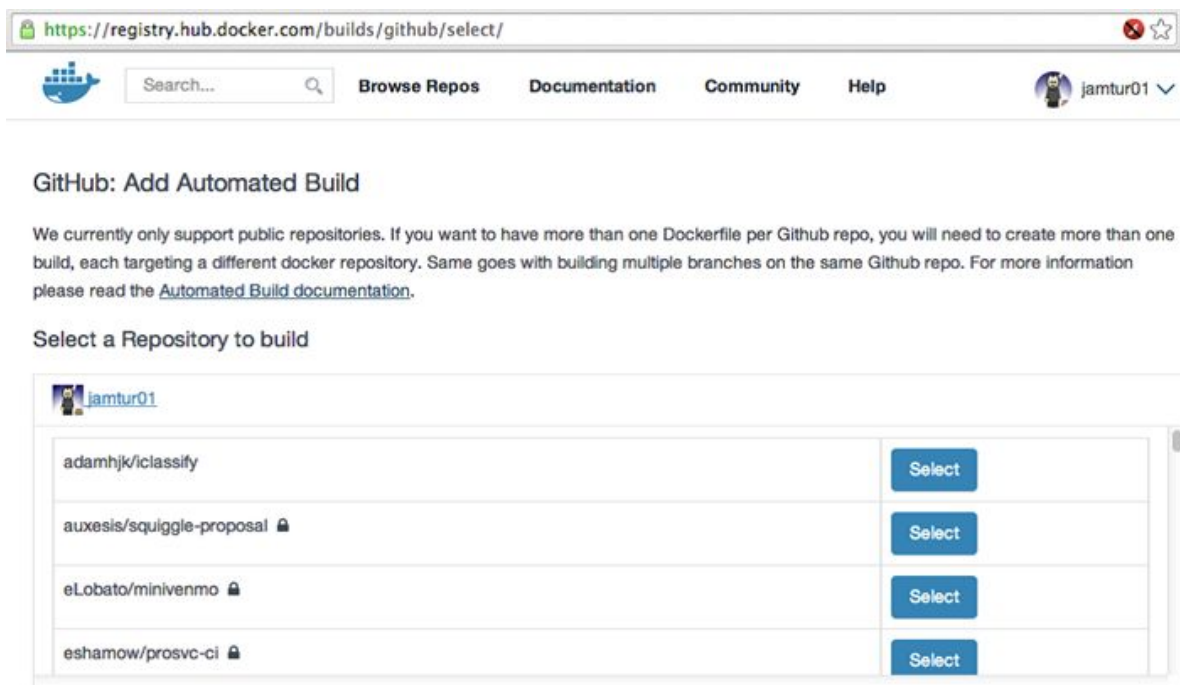 https://registry.hub.docker.com/builds/github/select/
Search... Browse Repos Documentation Community Help jamtur01
GitHub: Add Automated Build
We currently only support public repositories. If you want to have more than one Dockerfile per Github repo, you will need to create more than one
build, each targeting a different docker repository. Same goes with building multiple branches on the same Github repo. For more information
please read the Automated Build documentation.
Select a Repository to build
jamtur01
adamhjk/iclassify Select
auxesis/squiggle-proposal Select
eLobato/minivenmo Select
eshamow/prosvc-ci Select